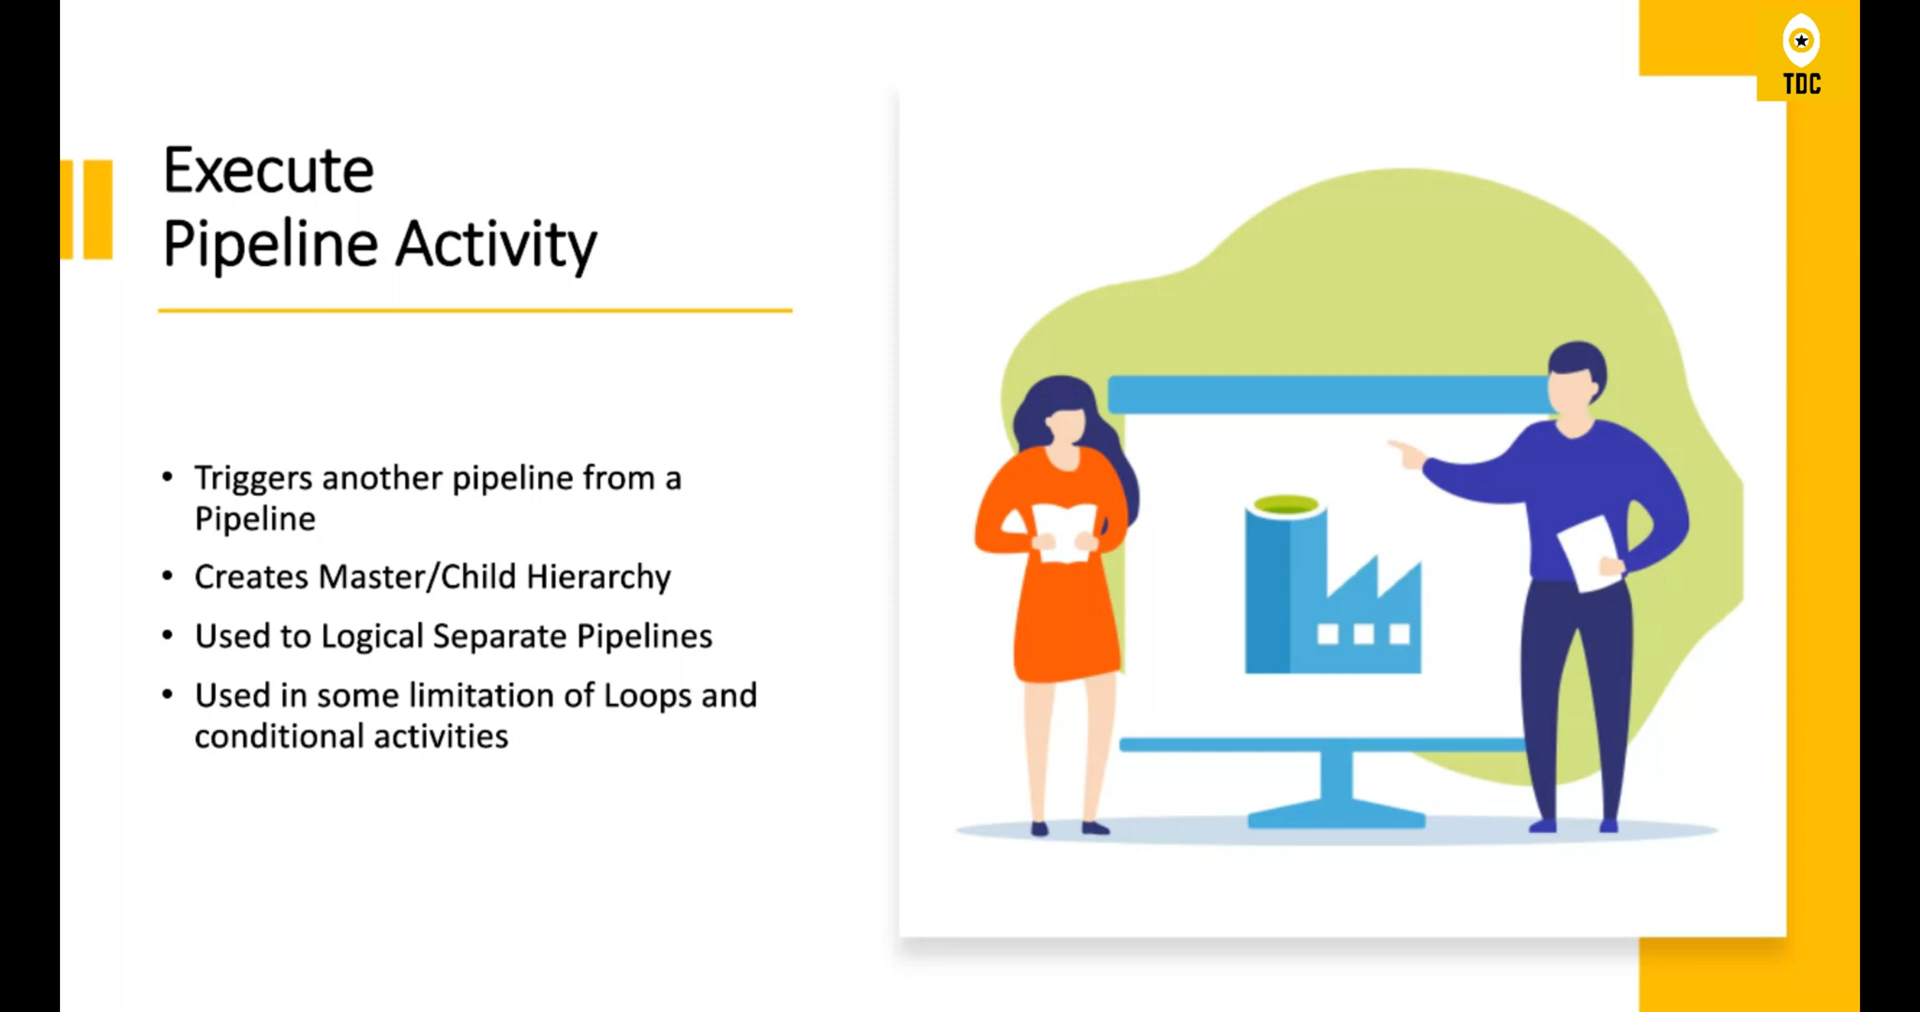 TDC
Execute
Pipeline Activity
• Triggers another pipeline from a
Pipeline
• Creates Master/Child Hierarchy
• Used to Logical Separate Pipelines
• Used in some limitation of Loops and
conditional activities